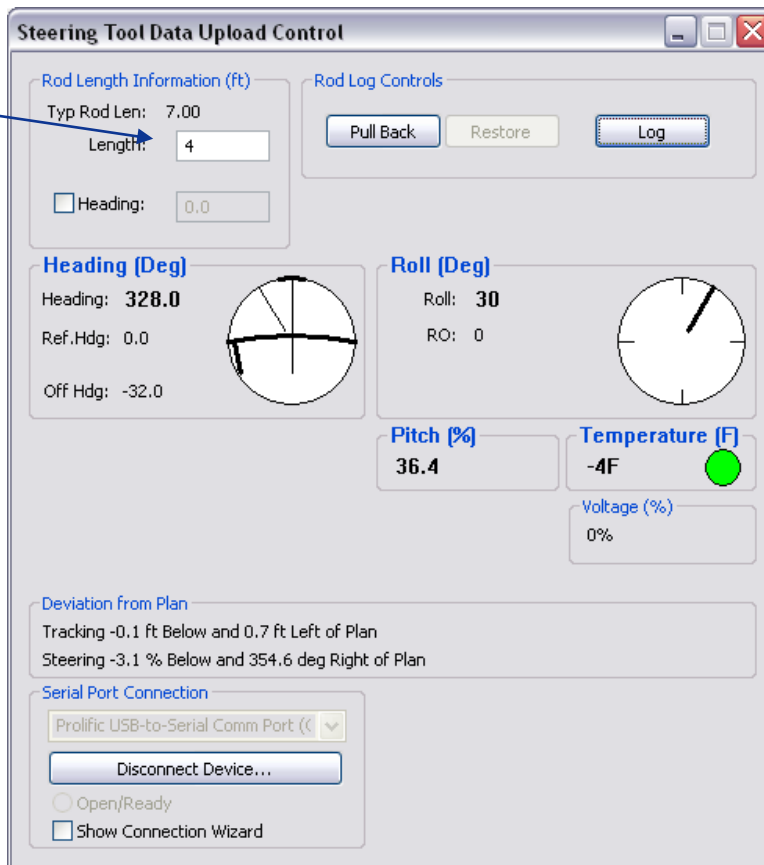 Steering Tool Data Upload Control
Rod Length Information (ft)
Typ Rod Len: 7.00
Length: 4
Heading: 0.0
Rod Log Controls
Pull Back Restore Log
Heading (Deg)
Heading: 328.0
Ref.Hdg: 0.0
Off Hdg: -32.0
Roll (Deg)
Roll: 30
RO: 0
Pitch (%)
36.4
Temperature (F)
-4F
Voltage (%)
0%
Deviation from Plan
Tracking -0.1 ft Below and 0.7 ft Left of Plan
Steering -3.1 % Below and 354.6 deg Right of Plan
Serial Port Connection
Prolific USB-to-Serial Comm Port ((
Disconnect Device...
Open/Ready
Show Connection Wizard